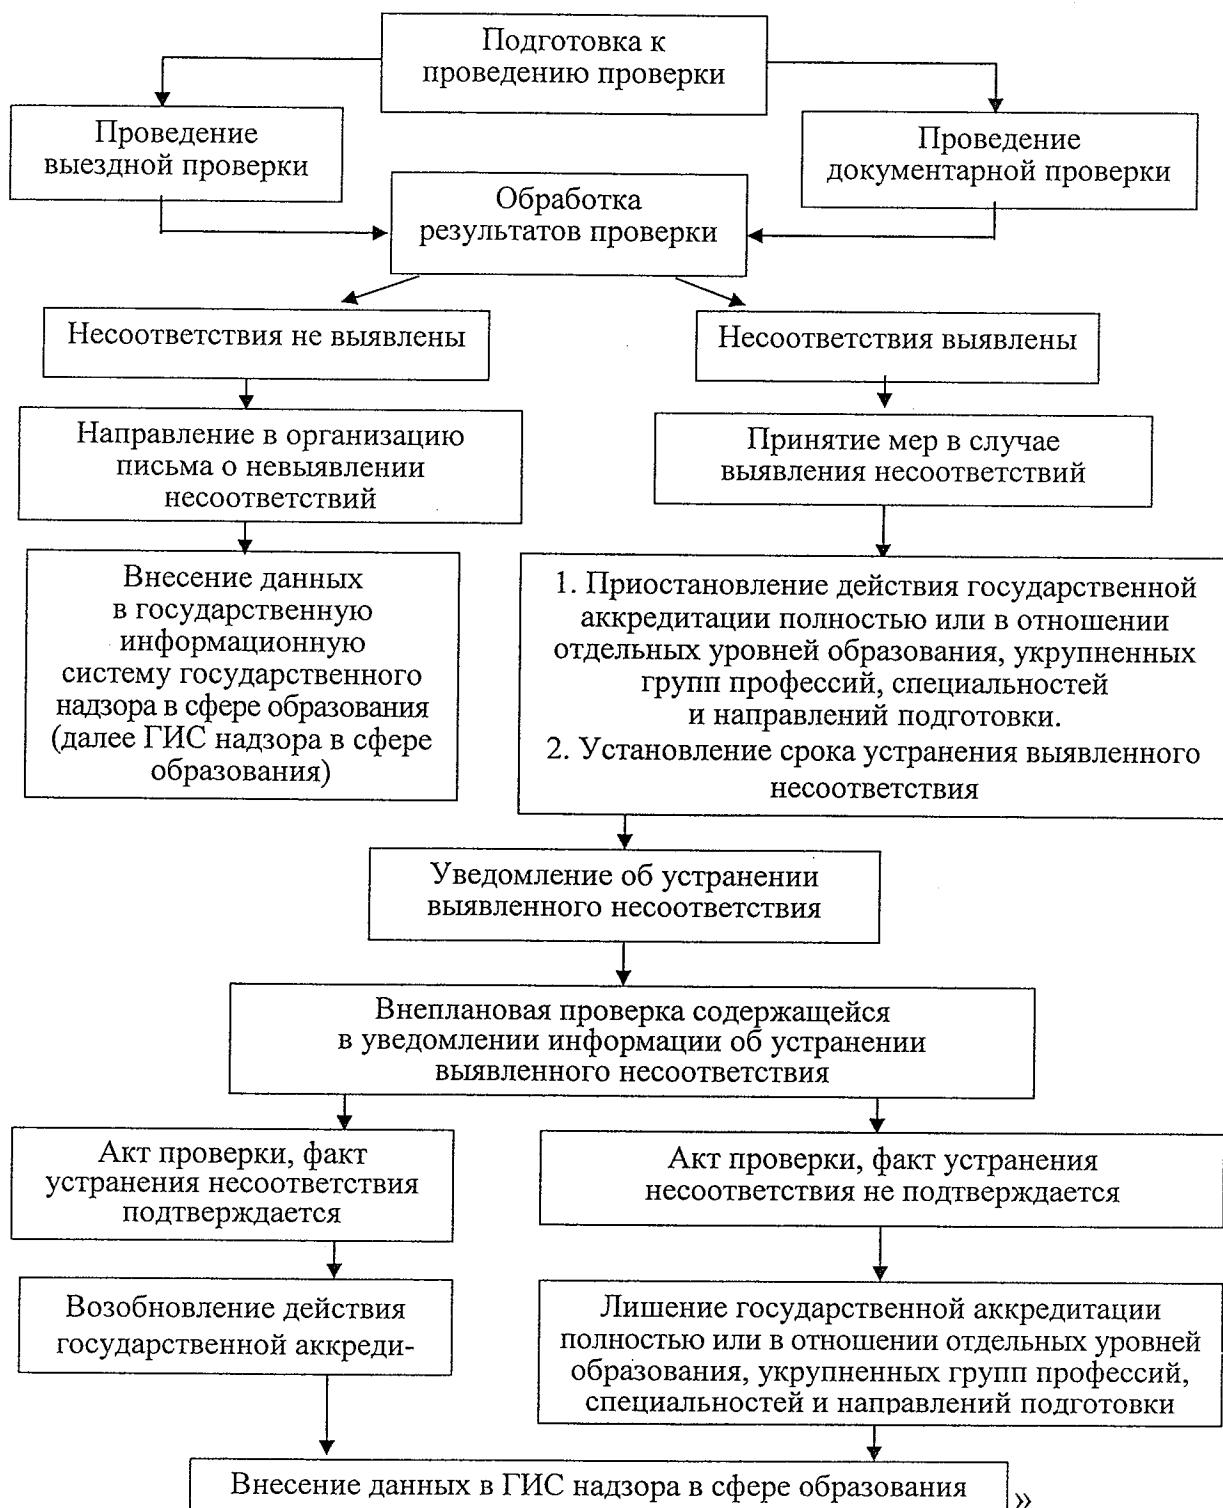 Подготовка к
проведению проверки
Проведение
выездной проверки
Проведение
документарной проверки
Обработка
результатов проверки
Несоответствия не выявлены
Несоответствия выявлены
Направление в организацию
письма о невыявлении
несоответствий
Принятие мер в случае
выявления несоответствий
Внесение данных
в государственную
информационную
систему государственного
надзора в сфере образования
(далее ГИС надзора в сфере
образования)
1. Приостановление действия государственной
аккредитации полностью или в отношении
отдельных уровней образования, укрупненных
групп профессий, специальностей
и направлений подготовки.
2. Установление срока устранения выявленного
несоответствия
Уведомление об устранении
выявленного несоответствия
Внеплановая проверка содержащейся
в уведомлении информации об устранении
выявленного несоответствия
Акт проверки, факт
устранения несоответствия
подтверждается
Акт проверки, факт устранения
несоответствия не подтверждается
Возобновление действия
государственной аккреди-
Лишение государственной аккредитации
полностью или в отношении отдельных уровней
образования, укрупненных групп профессий,
специальностей и направлений подготовки
Внесение данных в ГИС надзора в сфере образования
»